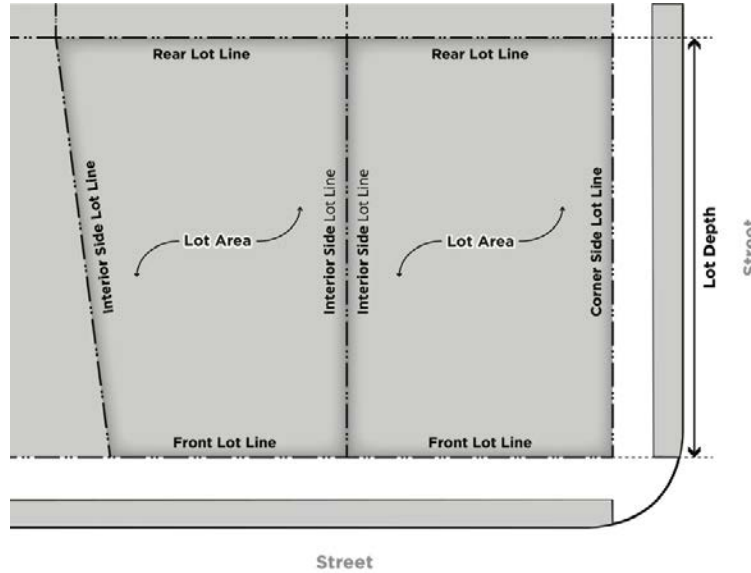 Rear Lot Line
Rear Lot Line
Interior Side Lot Line
Lot Area
Interior Side Lot Line
Interior Side Lot Line
Lot Area
Corner Side Lot Line
Lot Depth
Street
Front Lot Line
Front Lot Line
Street